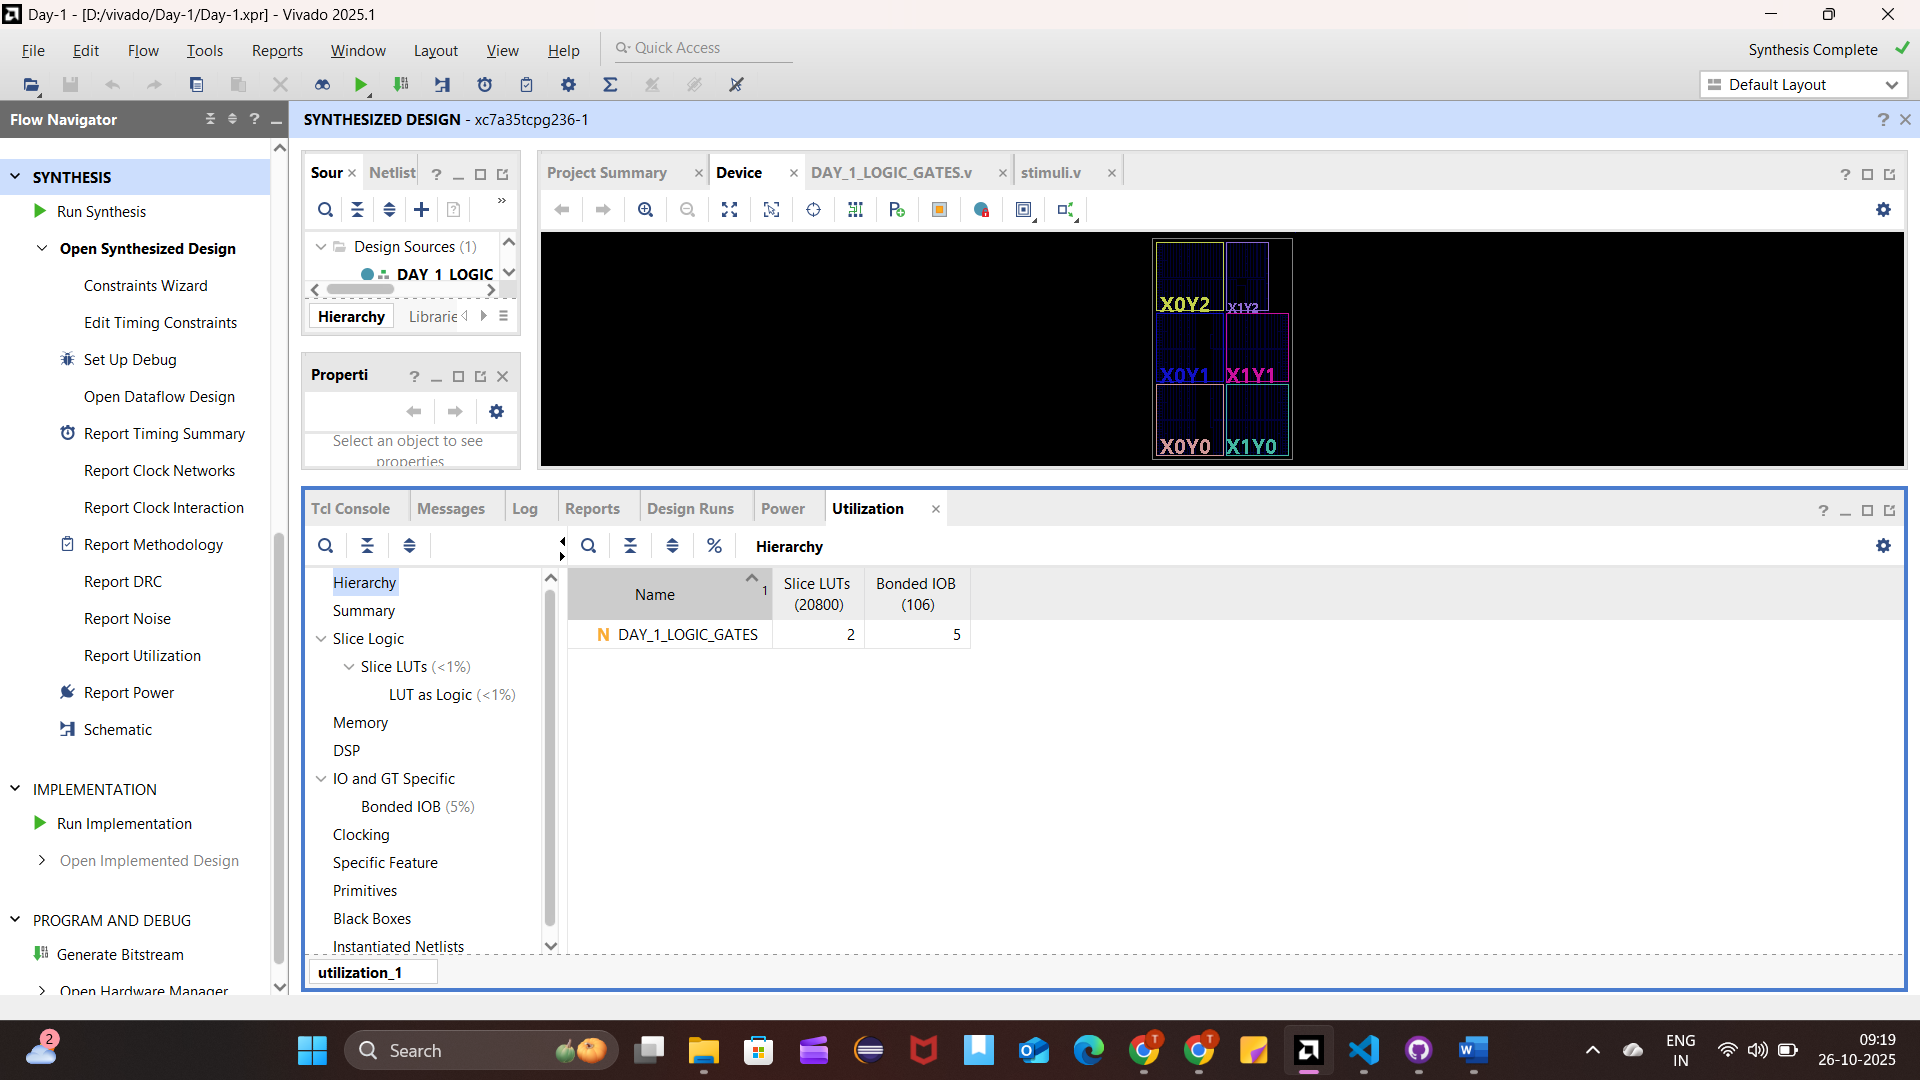 Day-1 - [D:/vivado/Day-1/Day-1.xpr] - Vivado 2025.1
File Edit Flow Tools Reports Window Layout View Help Quick Access
Synthesis Complete
Default Layout
Flow Navigator
SYNTHESIS
Run Synthesis
Open Synthesized Design
Constraints Wizard
Edit Timing Constraints
Set Up Debug
Open Dataflow Design
Report Timing Summary
Report Clock Networks
Report Clock Interaction
Report Methodology
Report DRC
Report Noise
Report Utilization
Report Power
Schematic
IMPLEMENTATION
Run Implementation
Open Implemented Design
PROGRAM AND DEBUG
Generate Bitstream
Open Hardware Manager
SYNTHESIZED DESIGN - xc7a35tcpg236-1
Sour Netlist
Design Sources (1)
DAY_1_LOGIC
Hierarchy Librarie
Properti
Select an object to see
properties
Project Summary Device DAY_1_LOGIC_GATES.v stimuli.v
X0Y2 X1Y2
X0Y1 X1Y1
X0Y0 X1Y0
Tcl Console Messages Log Reports Design Runs Power Utilization
Hierarchy
Hierarchy
Summary
Slice Logic
Slice LUTs (<1%)
LUT as Logic (<1%)
Memory
DSP
IO and GT Specific
Bonded IOB (5%)
Clocking
Specific Feature
Primitives
Black Boxes
Instantiated Netlists
Name 1 Slice LUTs (20800) Bonded IOB (106)
N DAY_1_LOGIC_GATES 2 5
utilization_1
2
Search
T
T
ENG
IN
09:19
26-10-2025